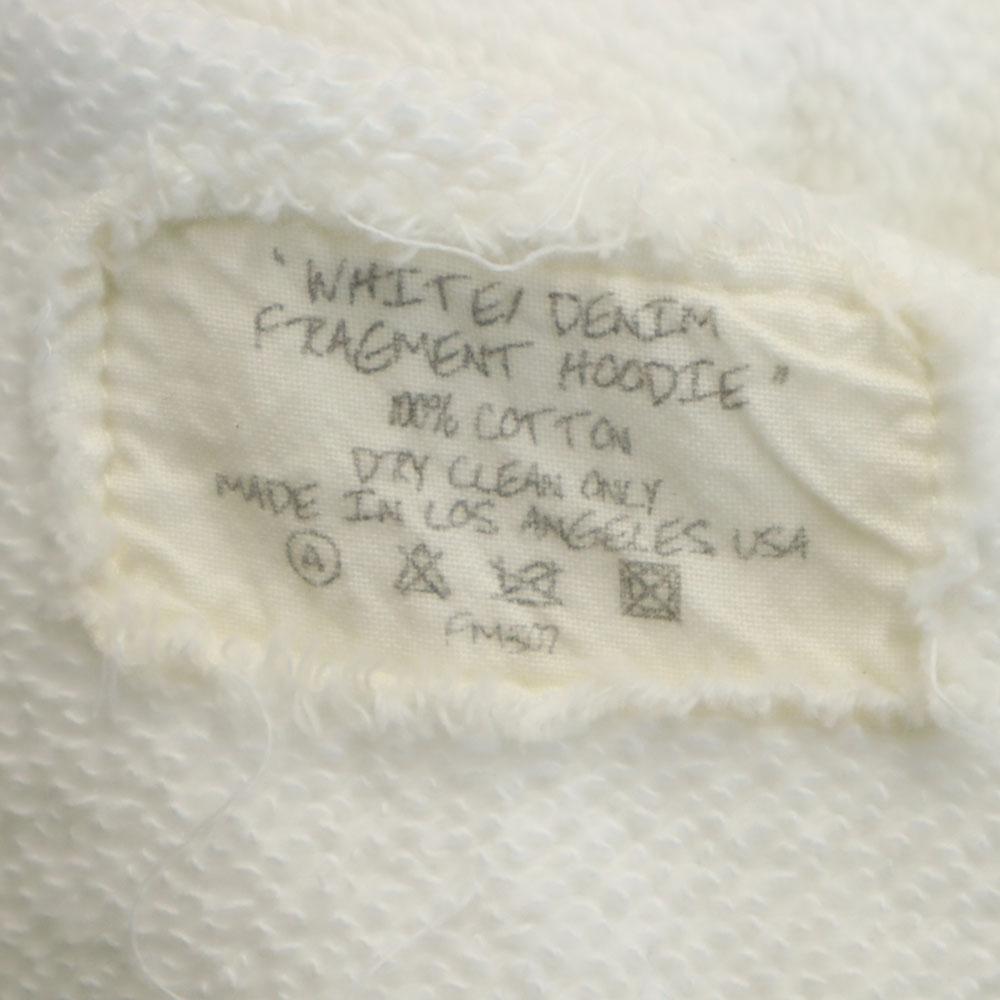 "WHITE/ DENIM
FRAGMENT HOODIE"
100% COTTON
DRY CLEAN ONLY
MADE IN LOS ANGELES USA
A
FM507